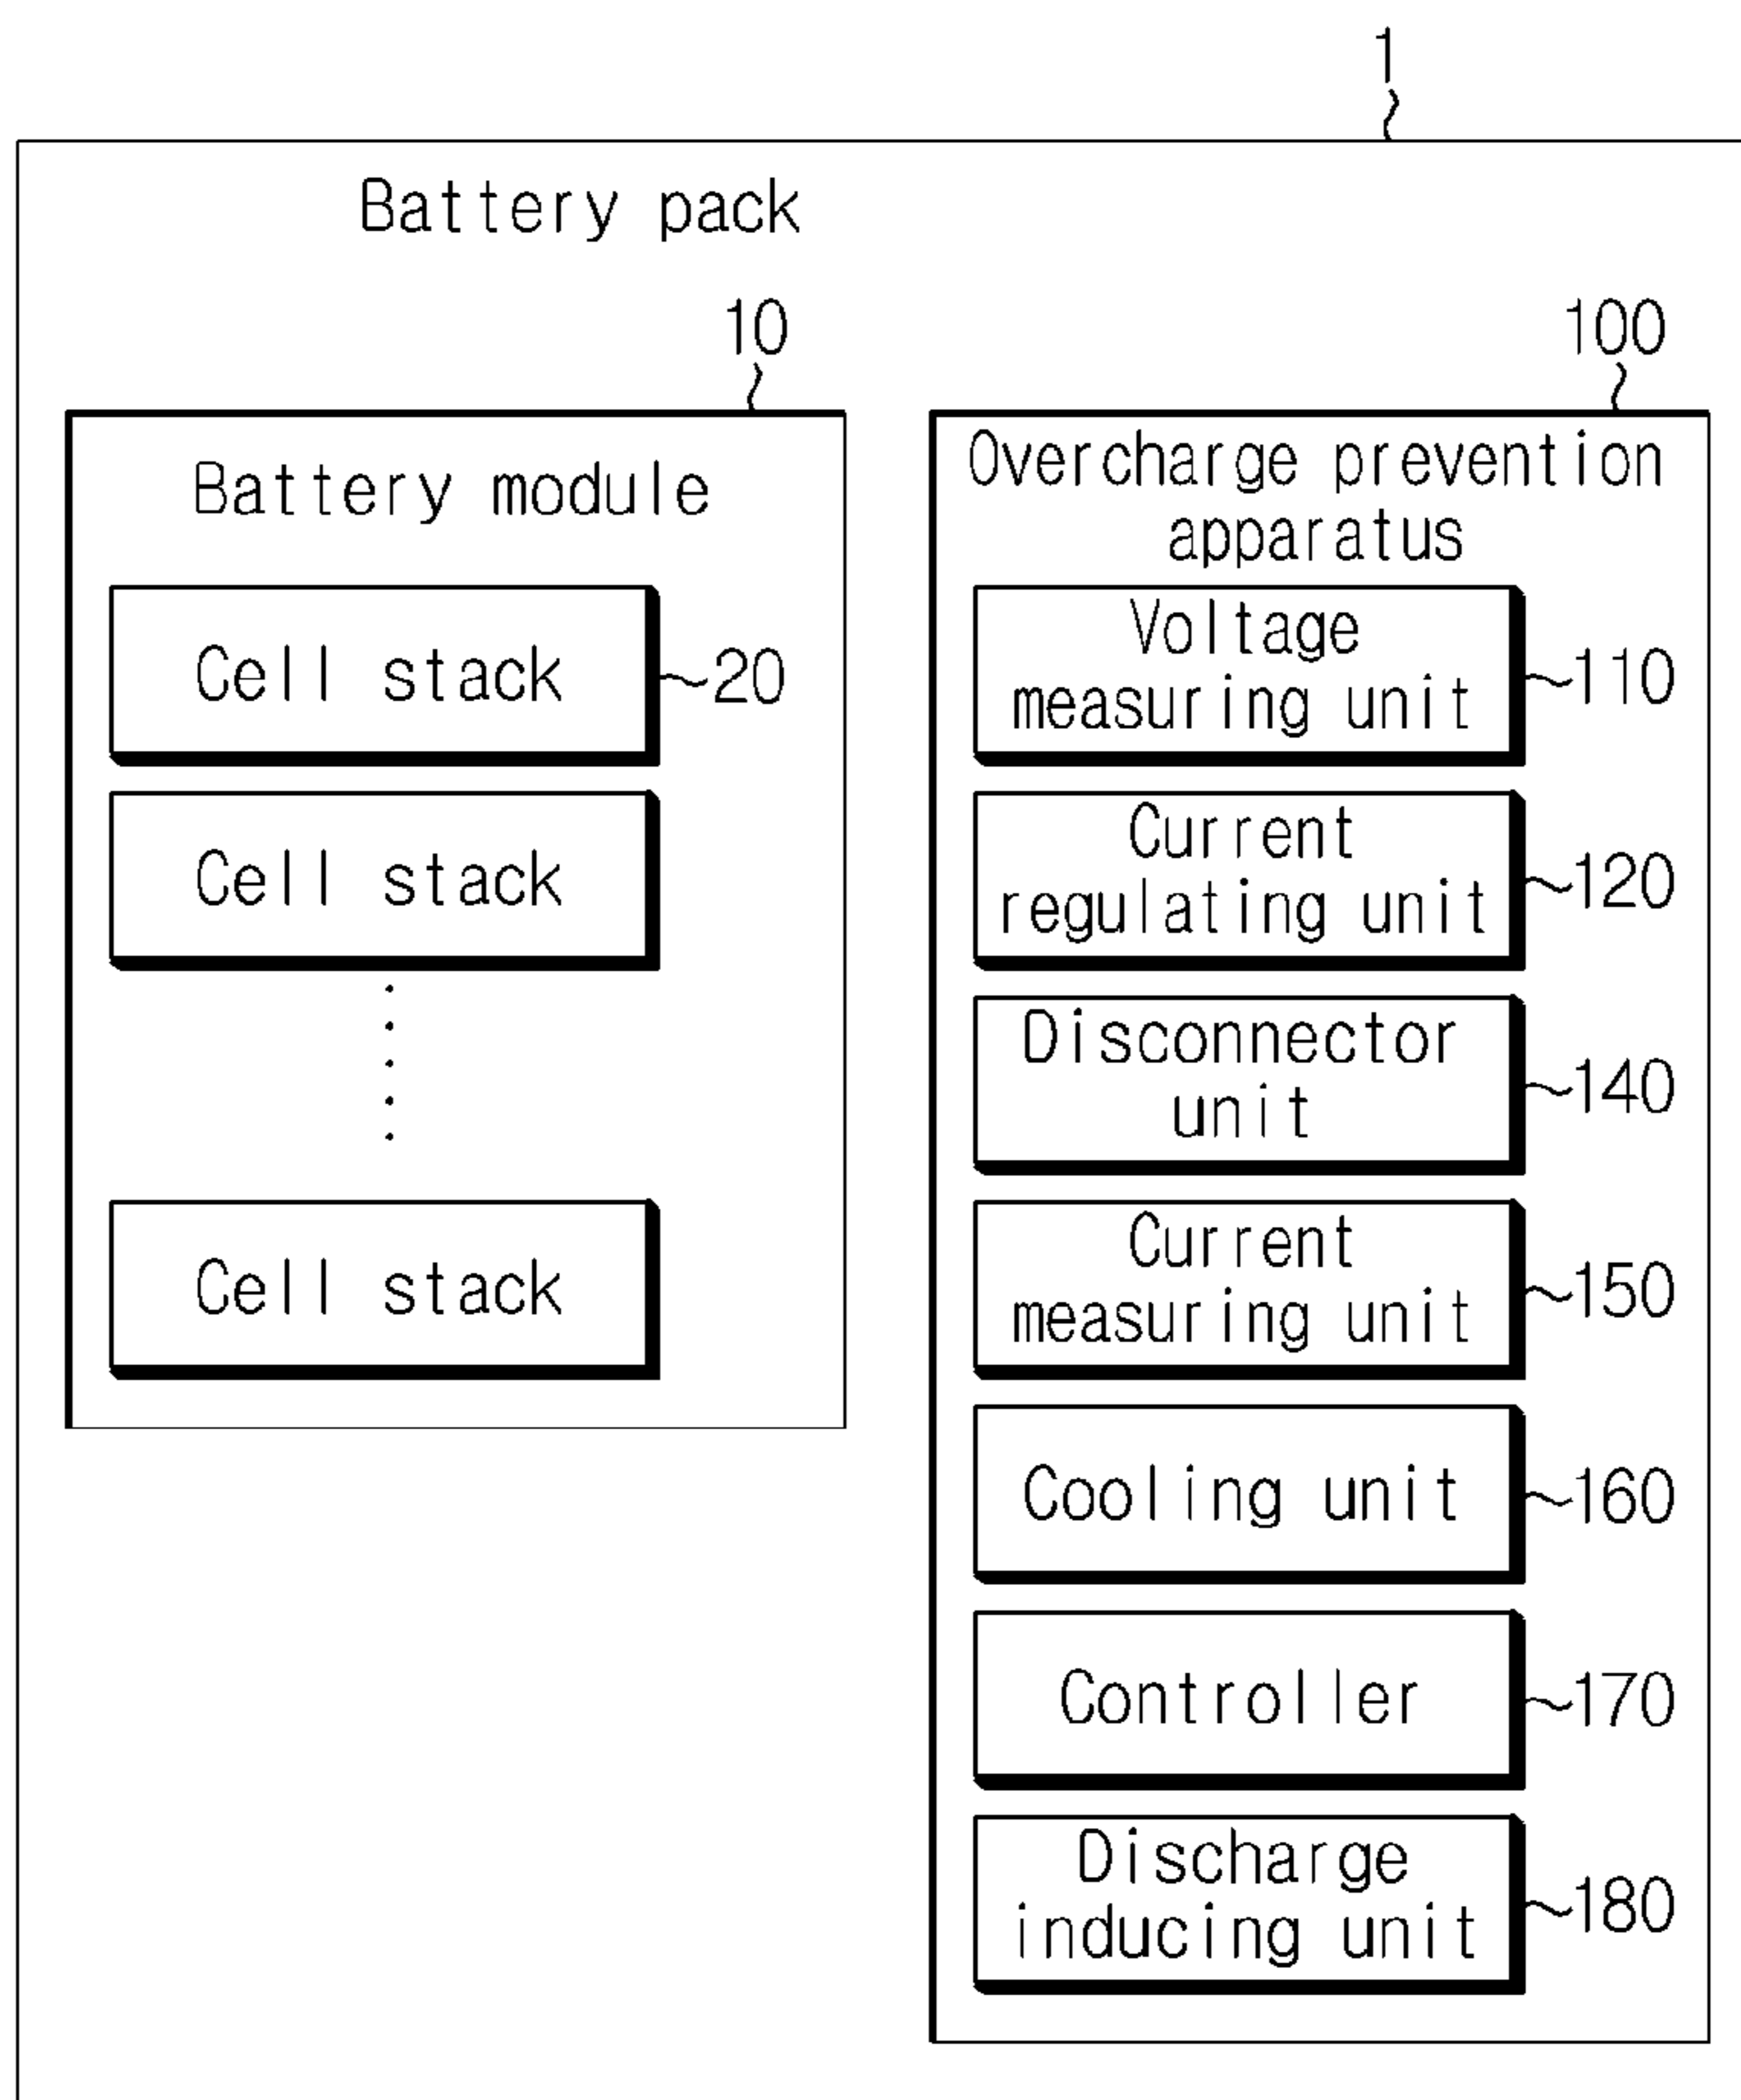 1
Battery pack
10
Battery module
Cell stack
20
Cell stack
Cell stack
100
Overcharge prevention
apparatus
Voltage
measuring unit
110
Current
regulating unit
120
Disconnector
unit
140
Current
measuring unit
150
Cooling unit
160
Controller
170
Discharge
inducing unit
180